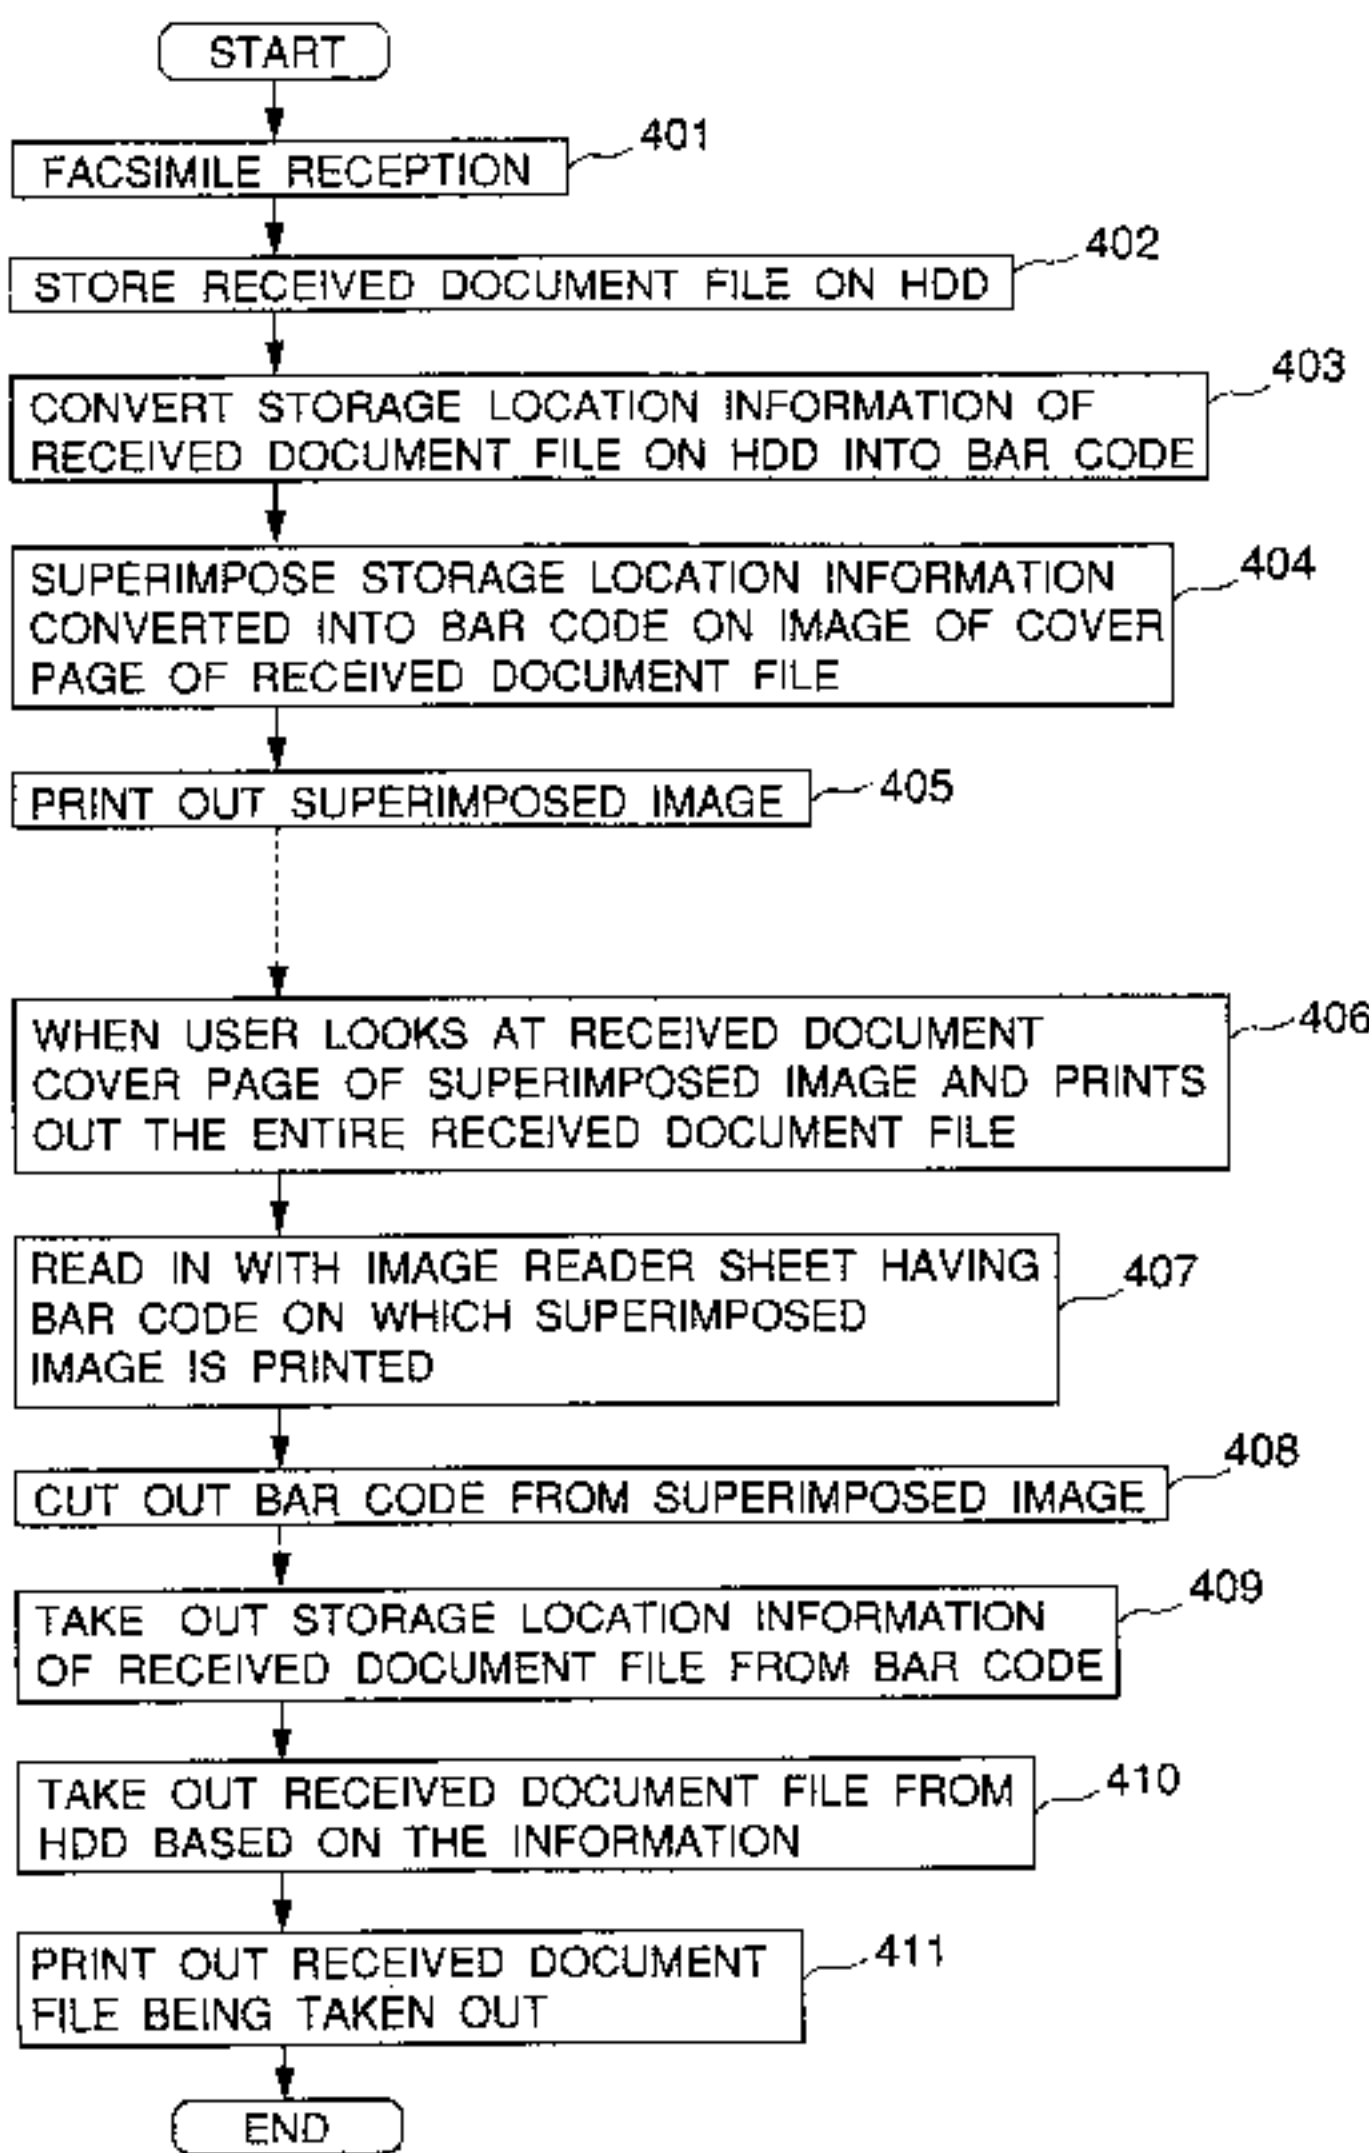 START
401
FACSIMILE RECEPTION
402
STORE RECEIVED DOCUMENT FILE ON HDD
403
CONVERT STORAGE LOCATION INFORMATION OF
RECEIVED DOCUMENT FILE ON HDD INTO BAR CODE
404
SUPERIMPOSE STORAGE LOCATION INFORMATION
CONVERTED INTO BAR CODE ON IMAGE OF COVER
PAGE OF RECEIVED DOCUMENT FILE
405
PRINT OUT SUPERIMPOSED IMAGE
406
WHEN USER LOOKS AT RECEIVED DOCUMENT
COVER PAGE OF SUPERIMPOSED IMAGE AND PRINTS
OUT THE ENTIRE RECEIVED DOCUMENT FILE
407
READ IN WITH IMAGE READER SHEET HAVING
BAR CODE ON WHICH SUPERIMPOSED
IMAGE IS PRINTED
408
CUT OUT BAR CODE FROM SUPERIMPOSED IMAGE
409
TAKE OUT STORAGE LOCATION INFORMATION
OF RECEIVED DOCUMENT FILE FROM BAR CODE
410
TAKE OUT RECEIVED DOCUMENT FILE FROM
HDD BASED ON THE INFORMATION
411
PRINT OUT RECEIVED DOCUMENT
FILE BEING TAKEN OUT
END